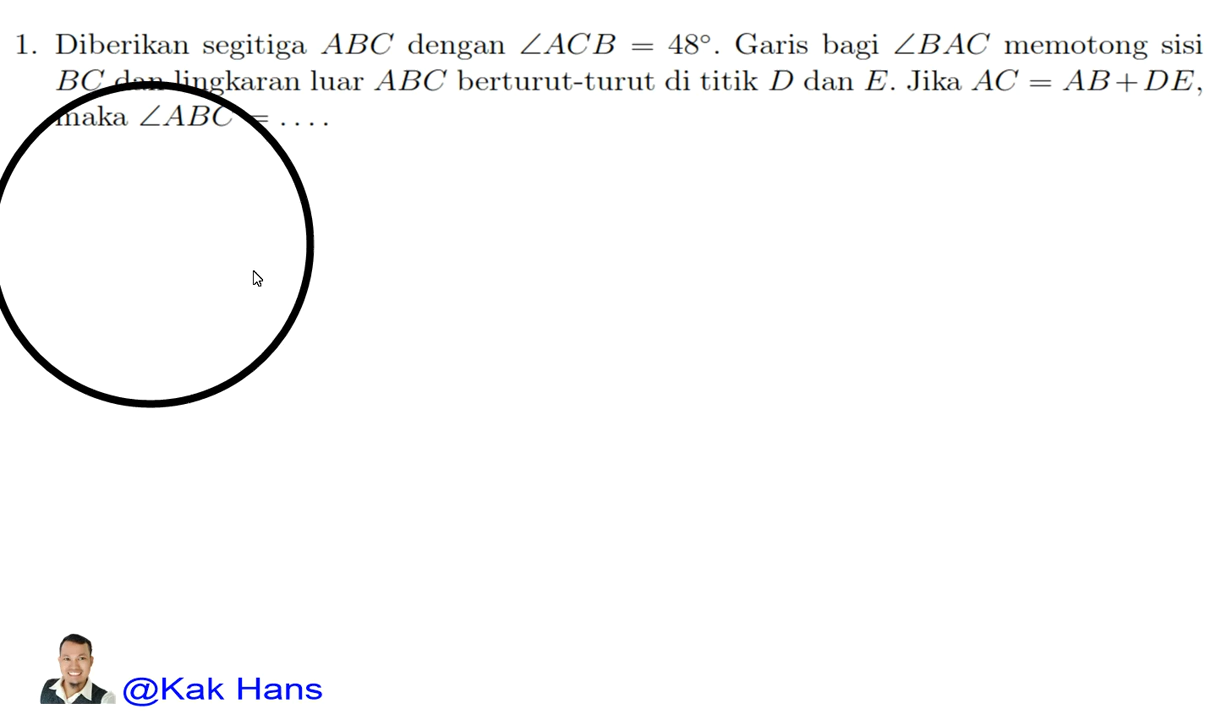 1. Diberikan segitiga ABC dengan ∠ACB = 48°. Garis bagi ∠BAC memotong sisi
BC dan lingkaran luar ABC berturut-turut di titik D dan E. Jika AC = AB + DE,
maka ∠ABC = . . . .
@Kak Hans